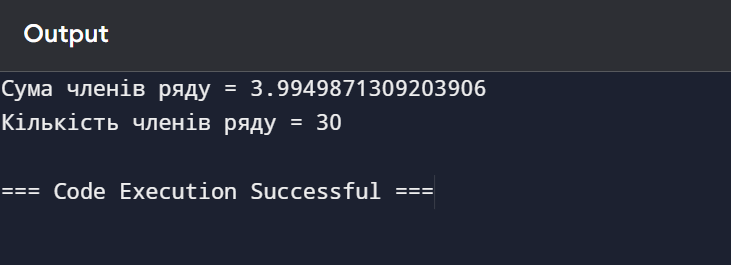 Output
Сума членів ряду = 3.9949871309203906
Кількість членів ряду = 30
=== Code Execution Successful ===